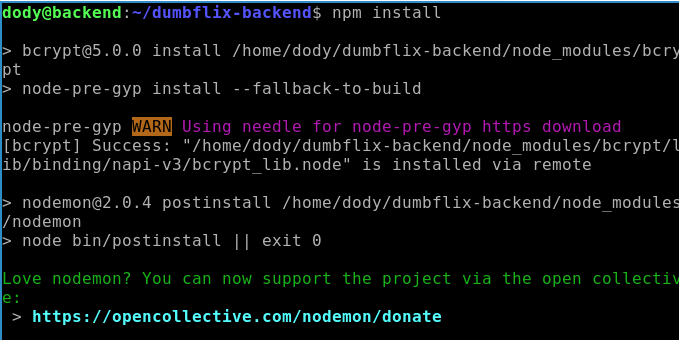 dody@backend:~/dumbflix-backend$ npm install
> bcrypt@5.0.0 install /home/dody/dumbflix-backend/node_modules/bcry
pt
> node-pre-gyp install --fallback-to-build
node-pre-gyp WARN Using needle for node-pre-gyp https download
[bcrypt] Success: "/home/dody/dumbflix-backend/node_modules/bcrypt/l
ib/binding/napi-v3/bcrypt_lib.node" is installed via remote
> nodemon@2.0.4 postinstall /home/dody/dumbflix-backend/node_modules
/nodemon
> node bin/postinstall || exit 0
Love nodemon? You can now support the project via the open collectiv
e:
> https://opencollective.com/nodemon/donate